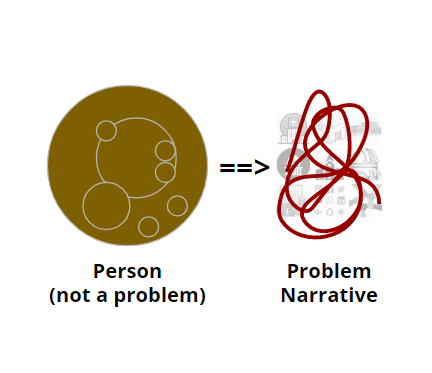 ==>
Person
(not a problem)
Problem
Narrative